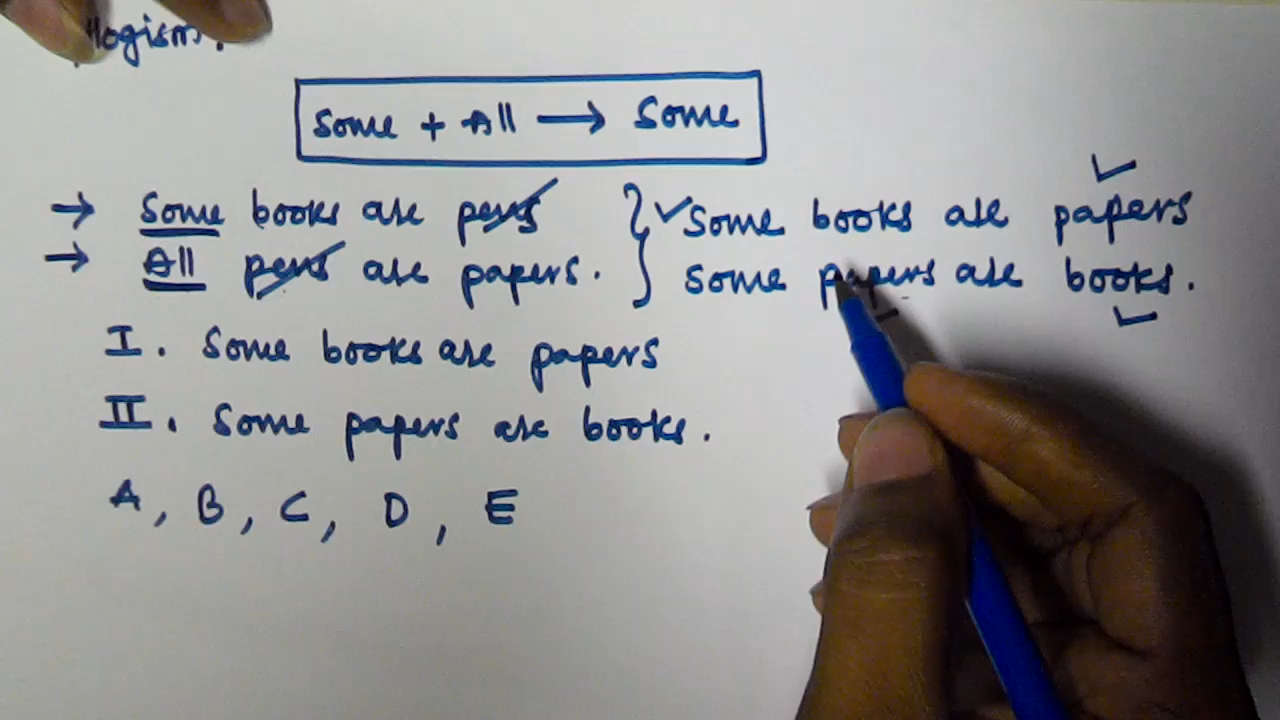 llogism.
Some + All → Some
→ Some books are pens } ✓Some books are papers ✓
→ All pens are papers. } Some papers are books. ✓
I. Some books are papers
II. Some papers are books.
A, B, C, D, E